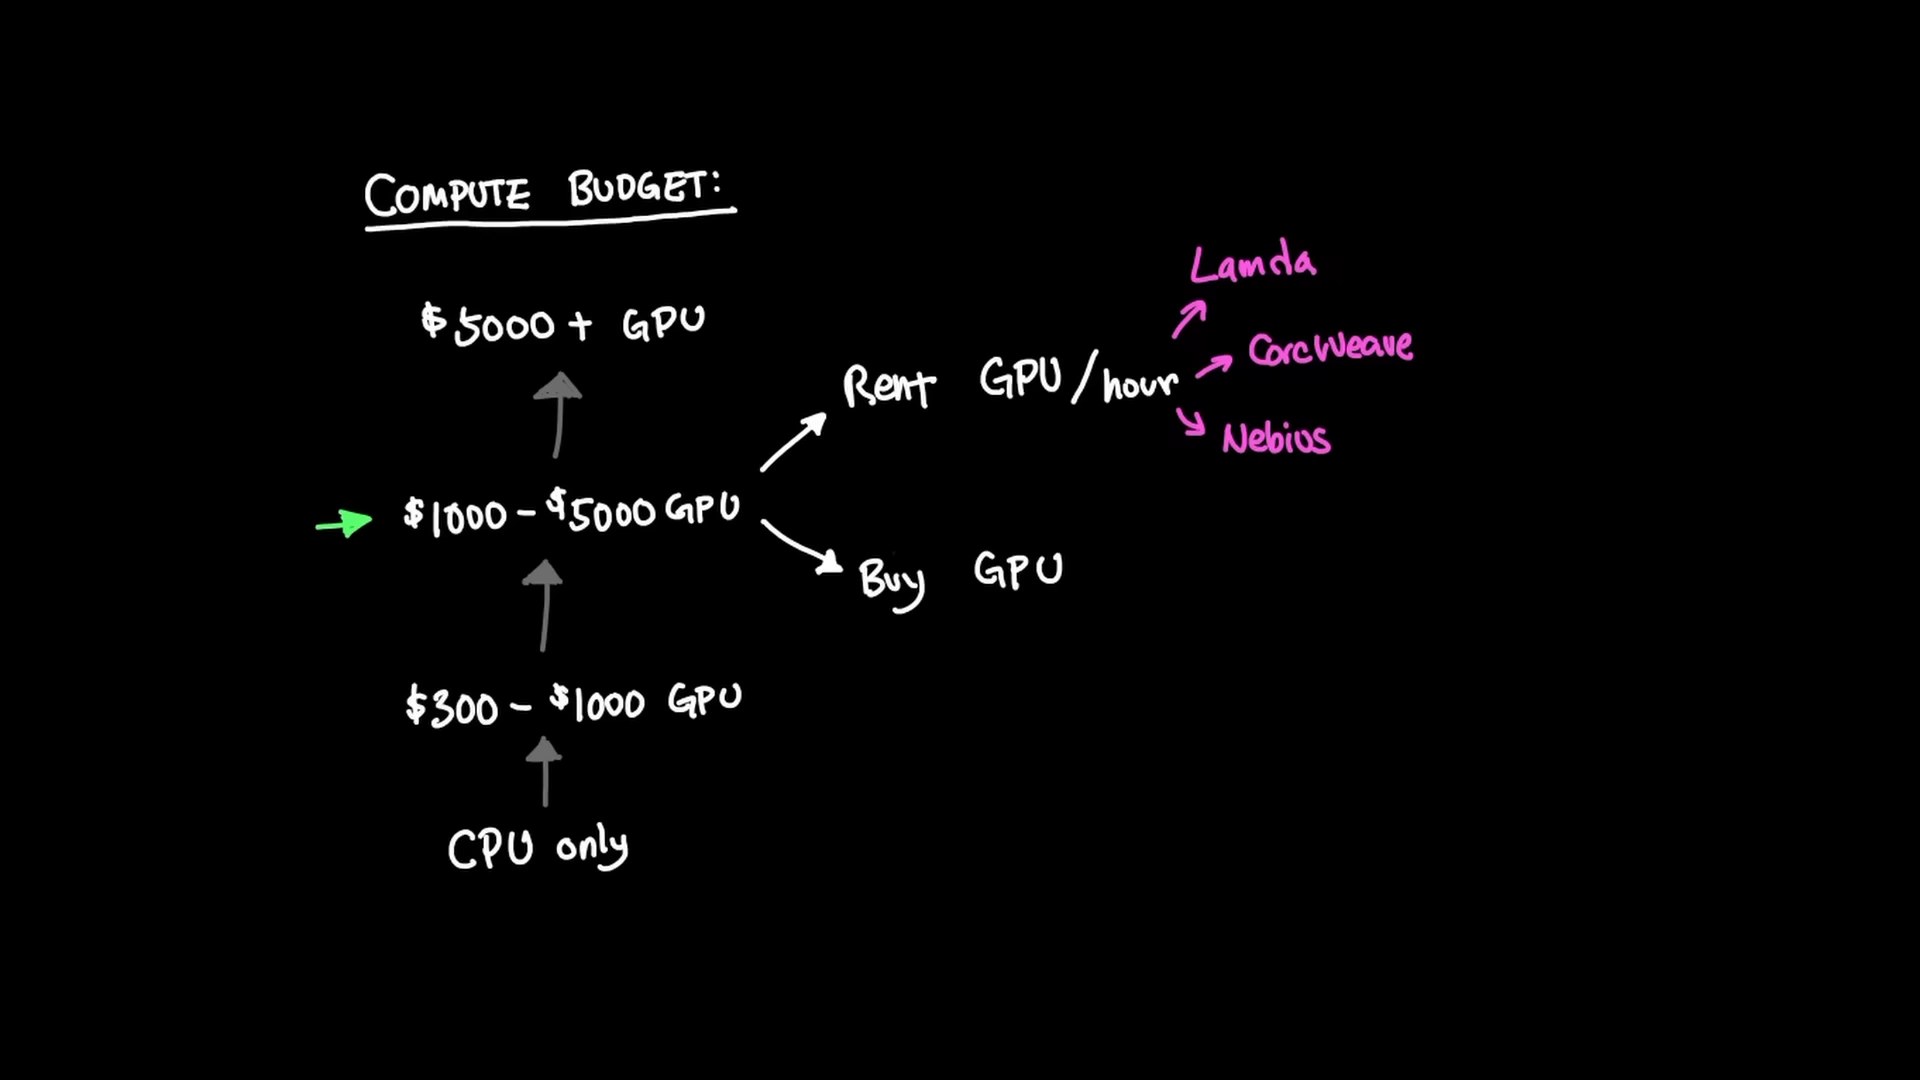 COMPUTE BUDGET:
$5000 + GPU
$1000 - $5000 GPU
$300 - $1000 GPU
CPU only
Rent GPU/hour
Buy GPU
Lamda
CoreWeave
Nebius